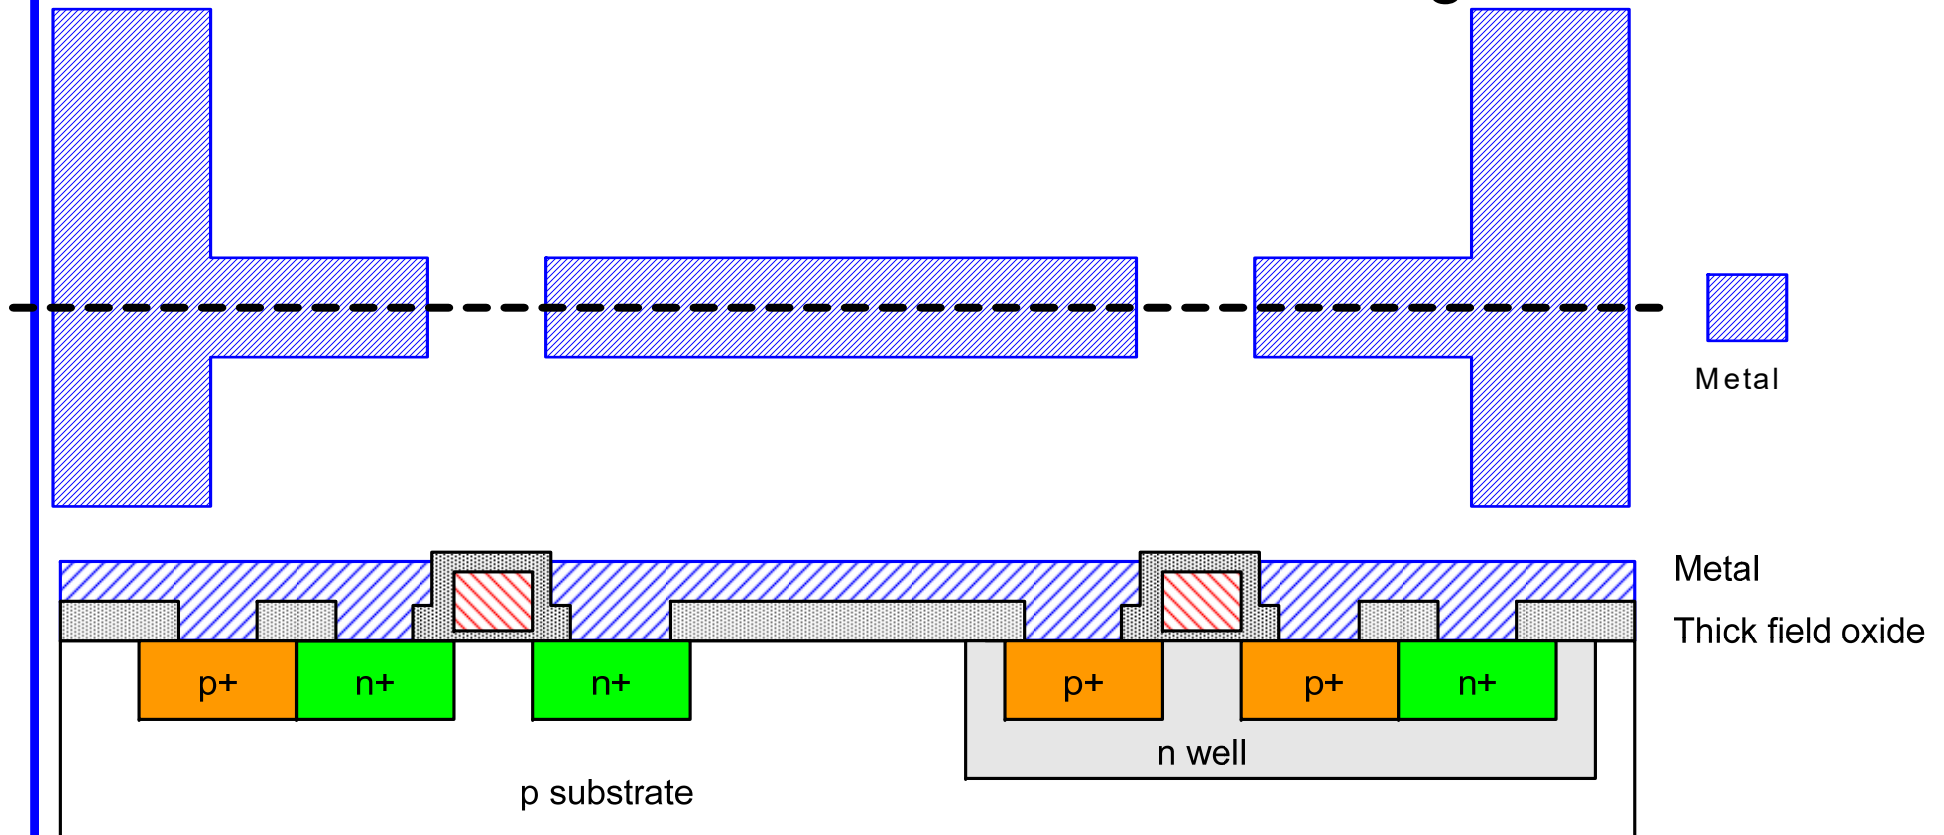 Metal
Metal
Thick field oxide
p+ n+ n+ p+ p+ n+
n well
p substrate